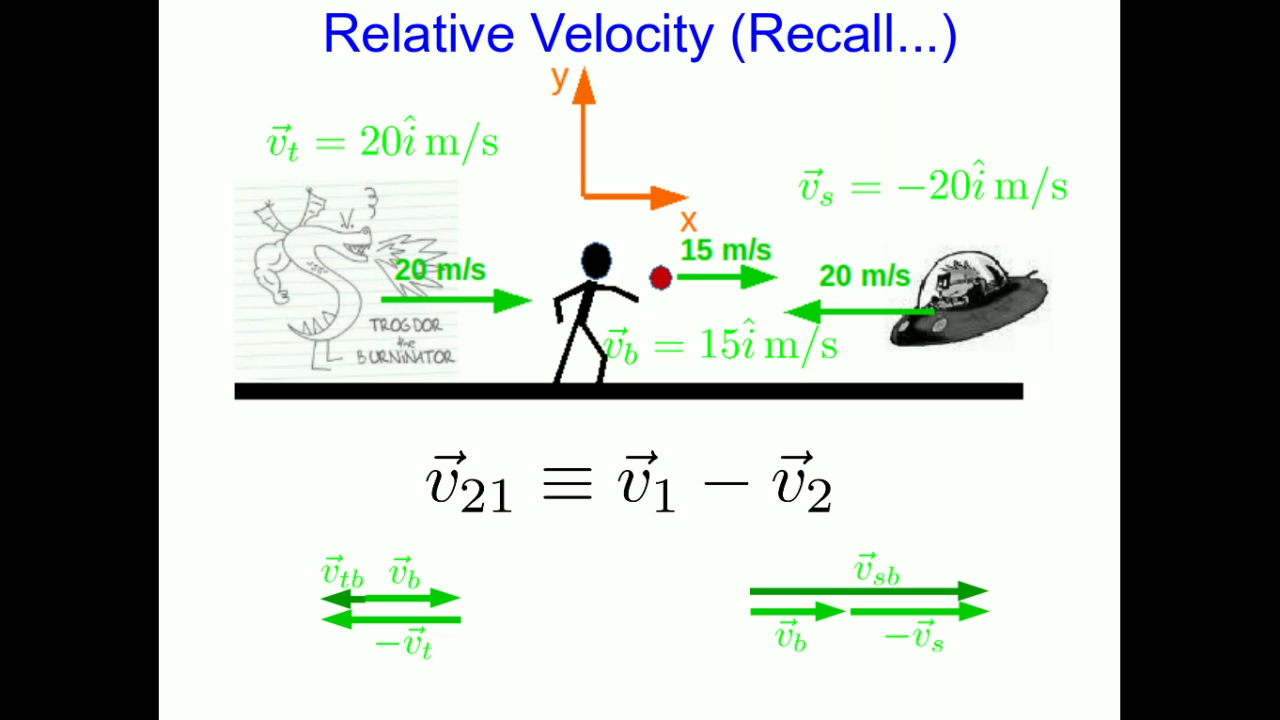 Relative Velocity (Recall...)
y
x
v⃗_t = 20î m/s
v⃗_s = −20î m/s
20 m/s
15 m/s
20 m/s
v⃗_b = 15î m/s
TROGDOR
the
BURNiNATOR
v⃗_21 ≡ v⃗_1 − v⃗_2
v⃗_tb v⃗_b
−v⃗_t
v⃗_sb
v⃗_b −v⃗_s